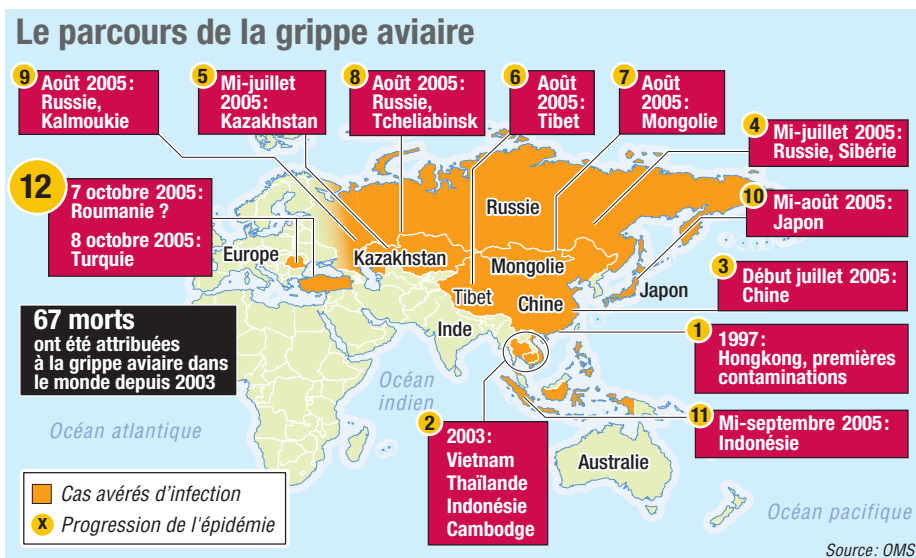 Le parcours de la grippe aviaire
9
Août 2005 :
Russie,
Kalmoukie
5
Mi-juillet
2005 :
Kazakhstan
8
Août 2005 :
Russie,
Tcheliabinsk
6
Août
2005 :
Tibet
7
Août
2005 :
Mongolie
4
Mi-juillet 2005 :
Russie, Sibérie
12
7 octobre 2005 :
Roumanie ?
8 octobre 2005 :
Turquie
10
Mi-août 2005 :
Japon
3
Début juillet 2005 :
Chine
1
1997 :
Hongkong, premières
contaminations
11
Mi-septembre 2005 :
Indonésie
2
2003 :
Vietnam
Thaïlande
Indonésie
Cambodge
Russie
Europe
Kazakhstan
Mongolie
Tibet
Chine
Japon
Inde
Australie
67 morts
ont été attribuées
à la grippe aviaire dans
le monde depuis 2003
Océan
indien
Océan atlantique
Océan pacifique
Cas avérés d'infection
x Progression de l'épidémie
Source : OMS